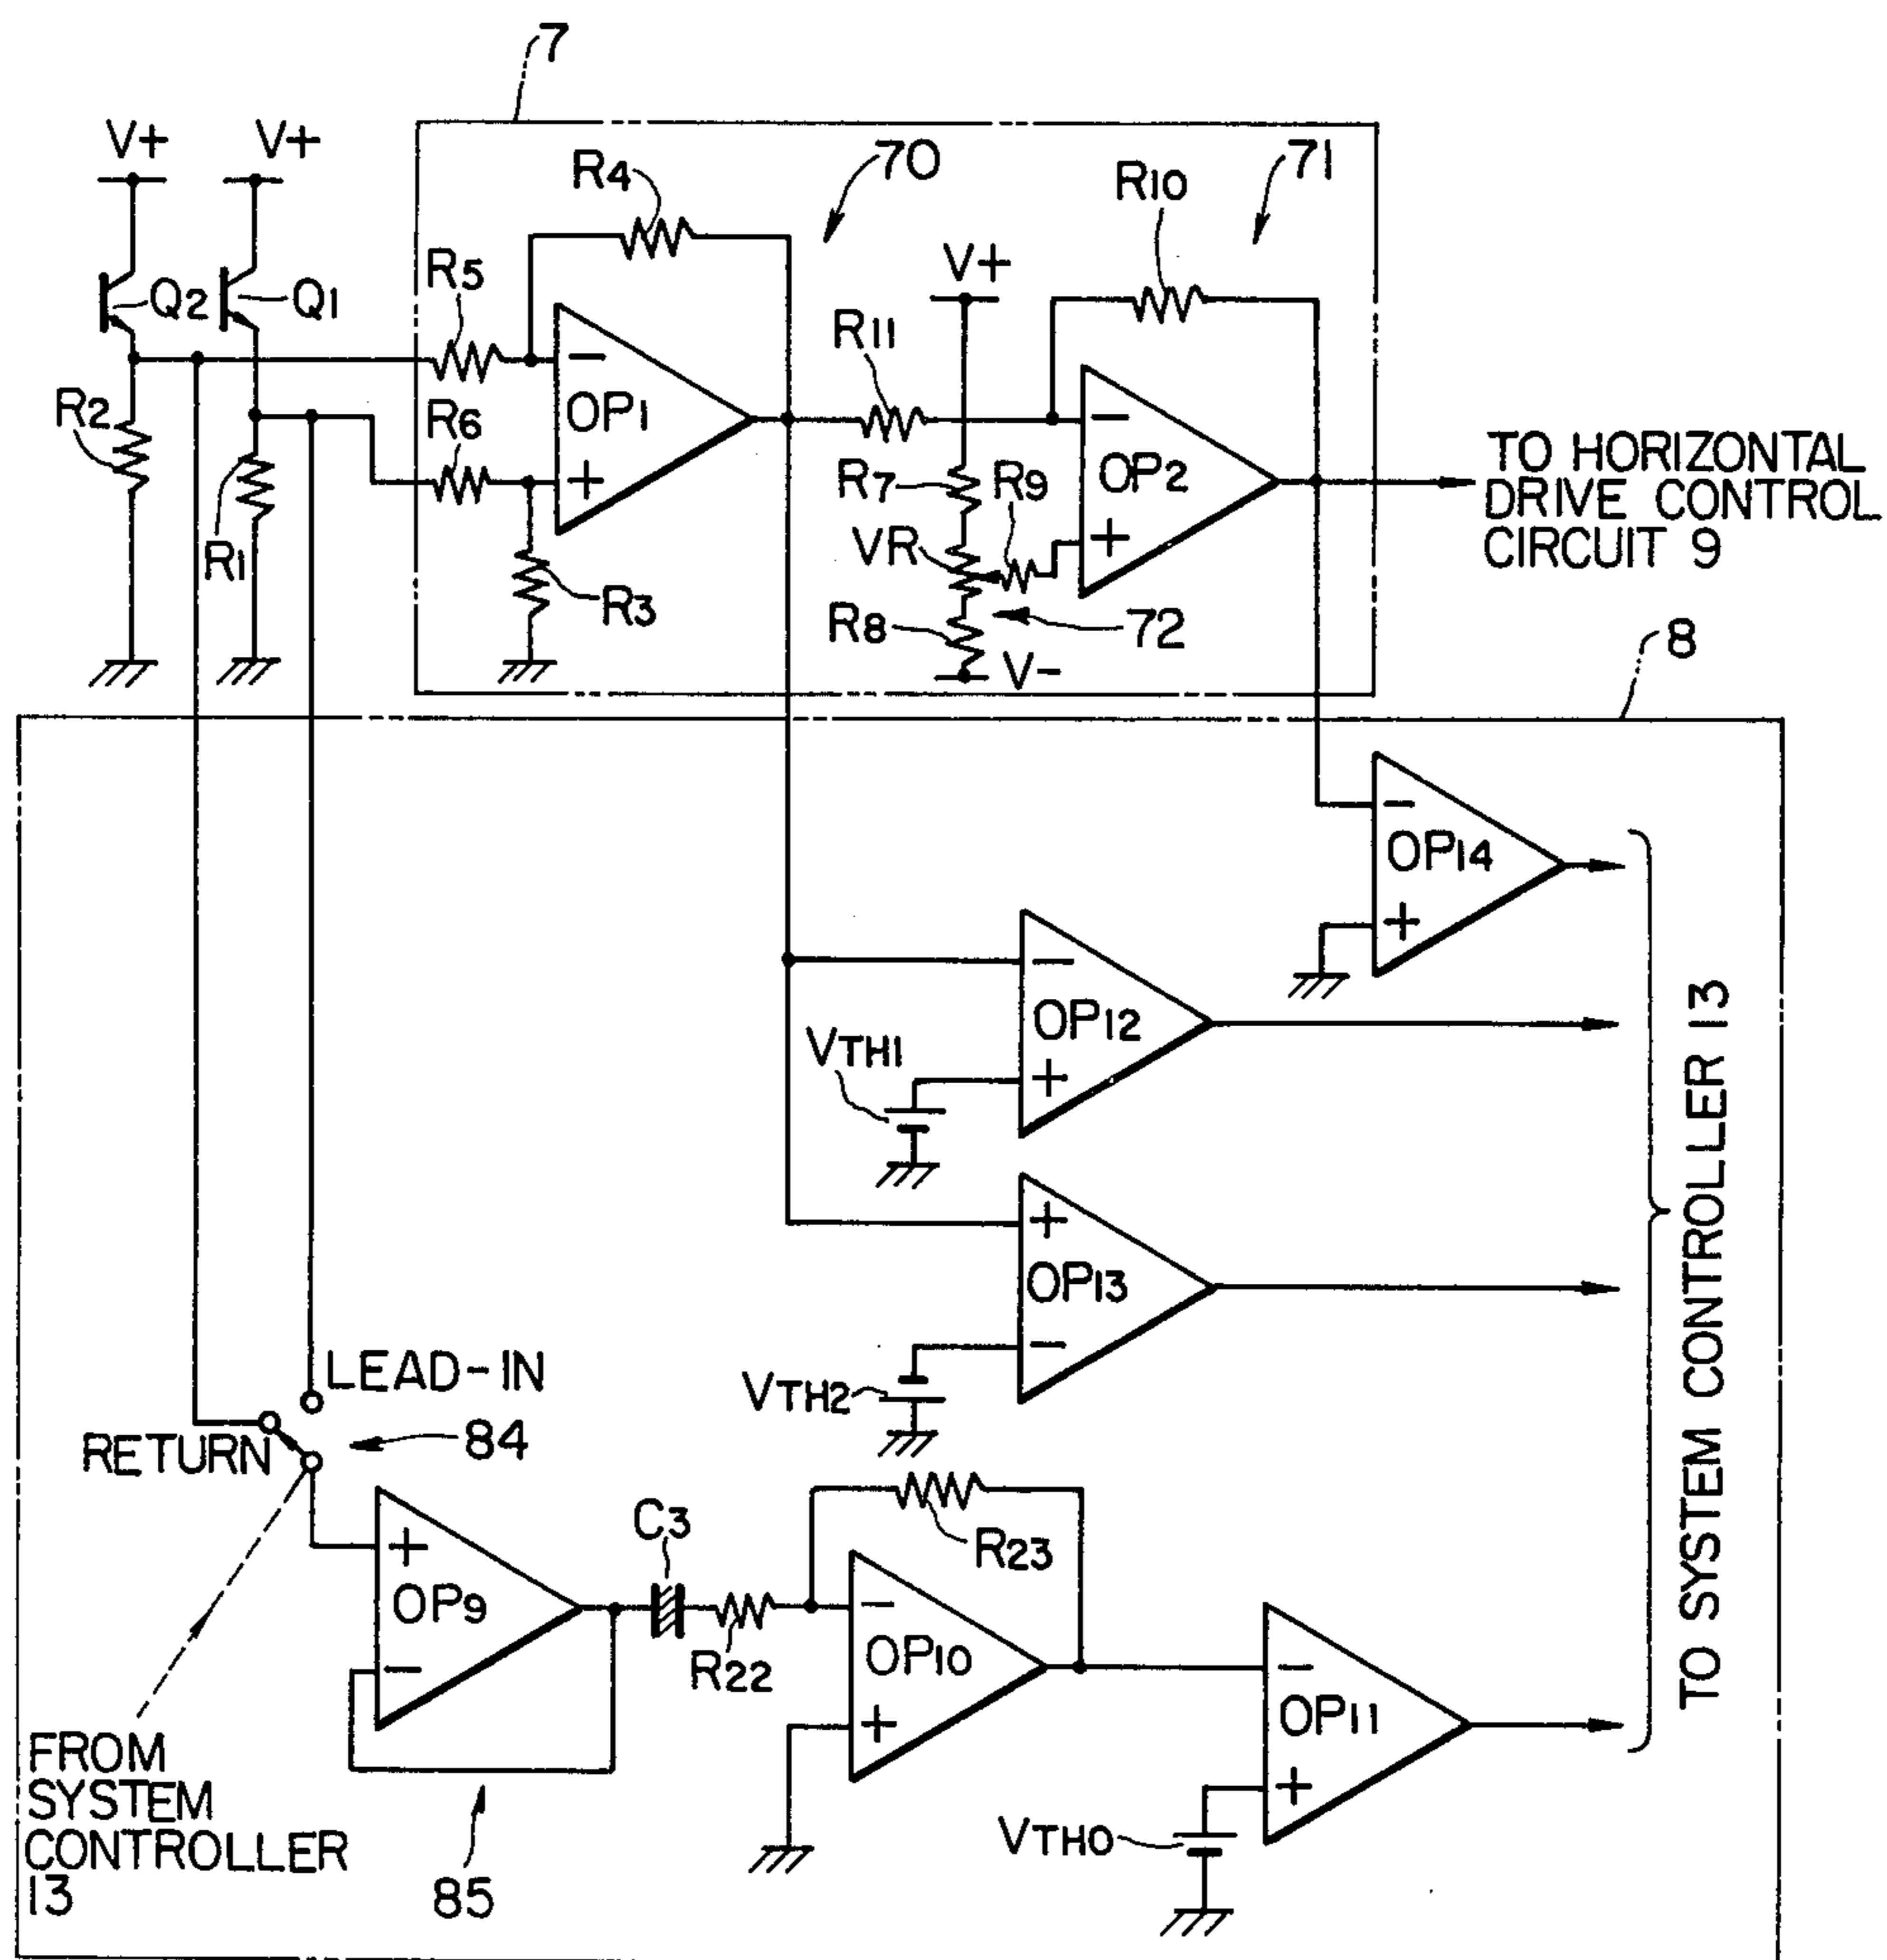 7
V+ V+
R4
70
R10
71
Q2 Q1
R5
V+
R11
R2
R6
− OP1 +
− OP2 +
R7
R9
TO HORIZONTAL
DRIVE CONTROL
CIRCUIT 9
R1
VR
R3
R8
72
V−
8
− OP14 +
− OP12 +
VTH1
+ OP13 −
VTH2
LEAD-IN
RETURN
84
+ OP9 −
C3
R22
R23
− OP10 +
− OP11 +
VTH0
85
FROM
SYSTEM
CONTROLLER
13
TO SYSTEM CONTROLLER 13